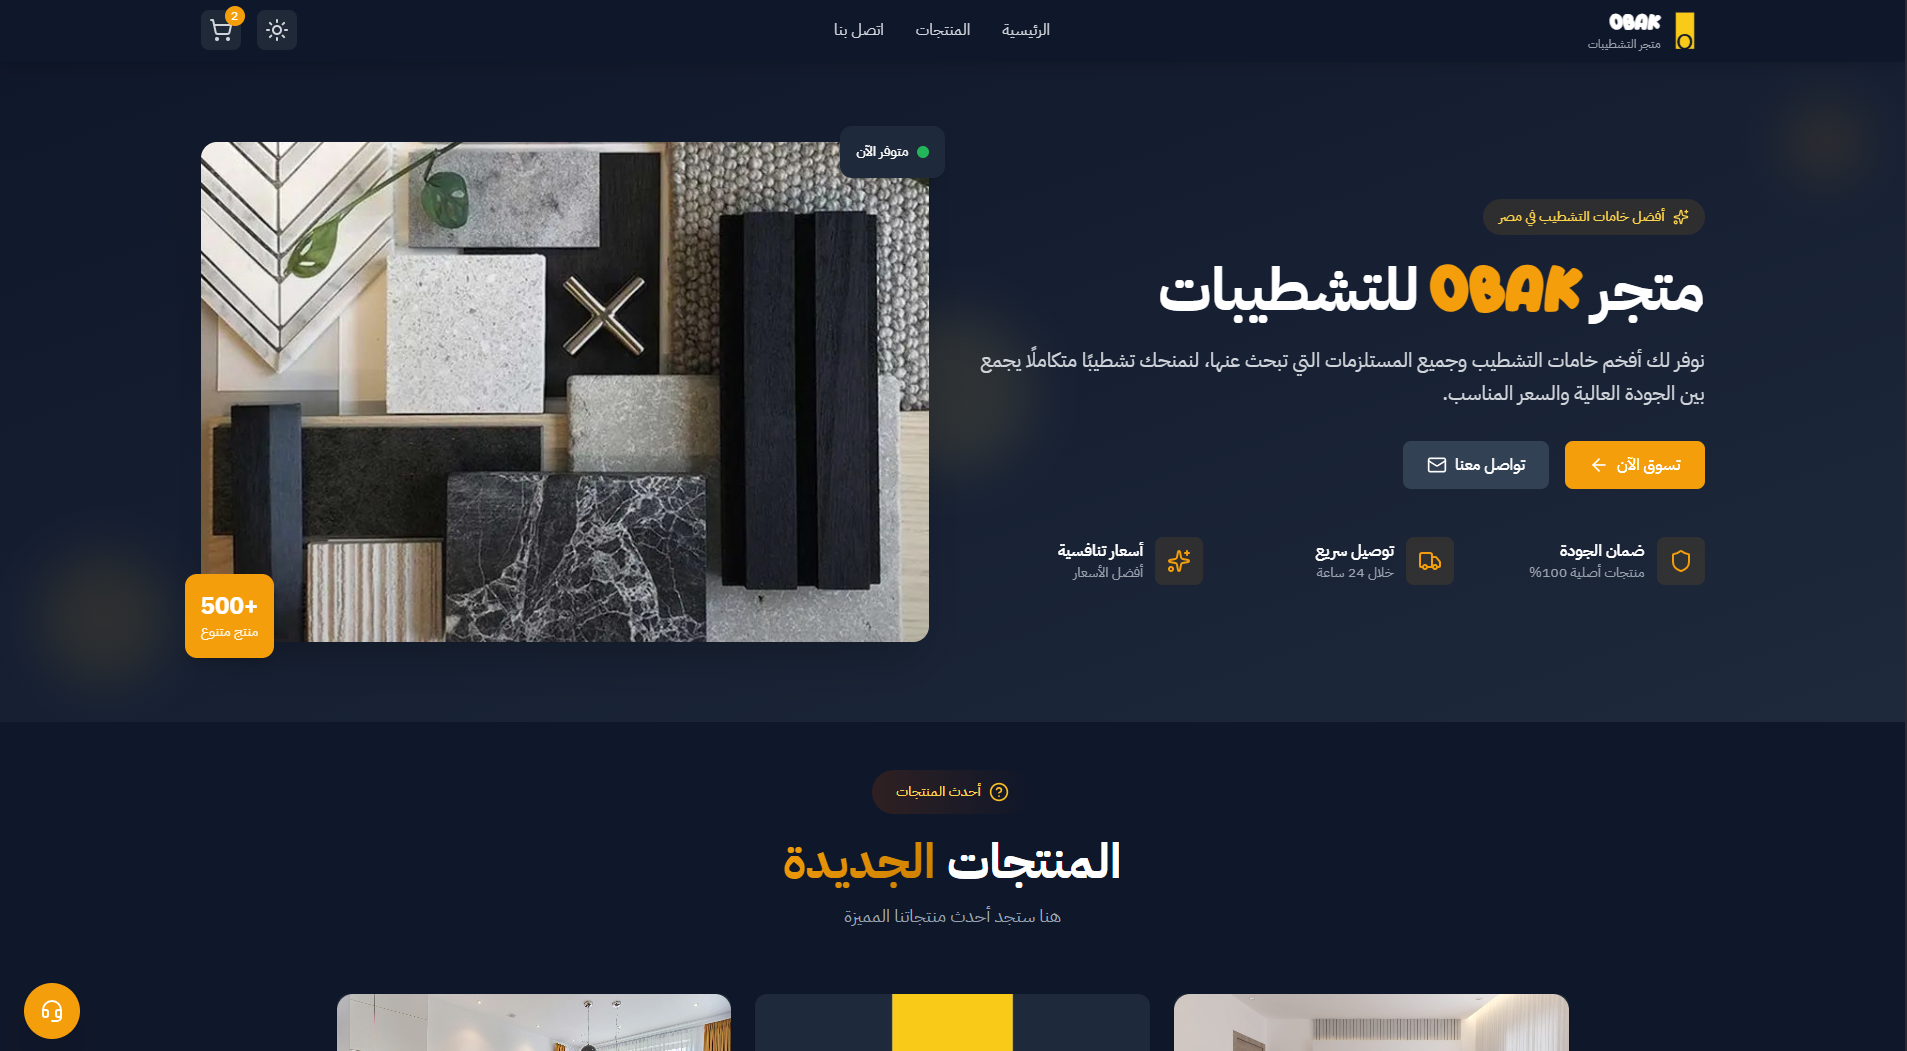 OBAK
متجر التشطيبات
O
الرئيسية
المنتجات
اتصل بنا
2
أفضل خامات التشطيب في مصر
متجر OBAK للتشطيبات
نوفر لك أفخم خامات التشطيب وجميع المستلزمات التي تبحث عنها، لنمنحك تشطيبًا متكاملًا يجمع
بين الجودة العالية والسعر المناسب.
تسوق الآن
تواصل معنا
ضمان الجودة
منتجات أصلية 100%
توصيل سريع
خلال 24 ساعة
أسعار تنافسية
أفضل الأسعار
متوفر الآن
500+
منتج متنوع
أحدث المنتجات
المنتجات الجديدة
هنا ستجد أحدث منتجاتنا المميزة